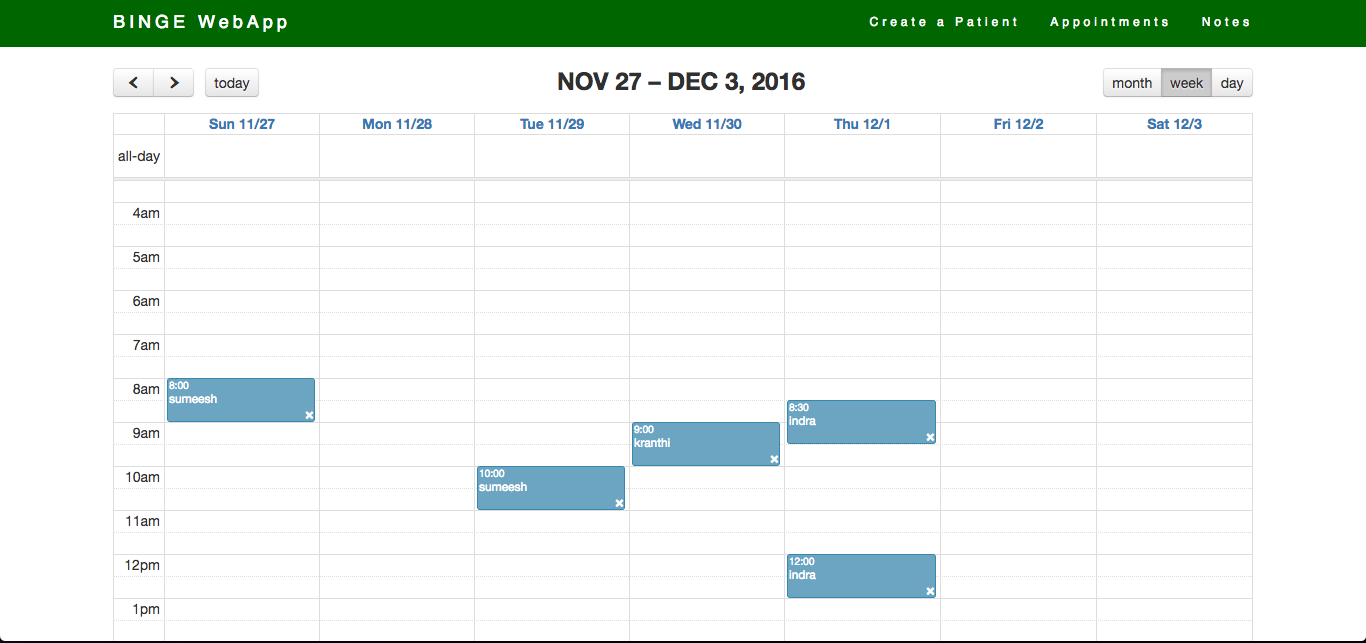 BINGE WebApp
Create a Patient Appointments Notes
today
NOV 27 – DEC 3, 2016
month week day
Sun 11/27 Mon 11/28 Tue 11/29 Wed 11/30 Thu 12/1 Fri 12/2 Sat 12/3
all-day
4am
5am
6am
7am
8am
8:00
sumeesh
8:30
indra
9am
9:00
kranthi
10am
10:00
sumeesh
11am
12pm
12:00
indra
1pm